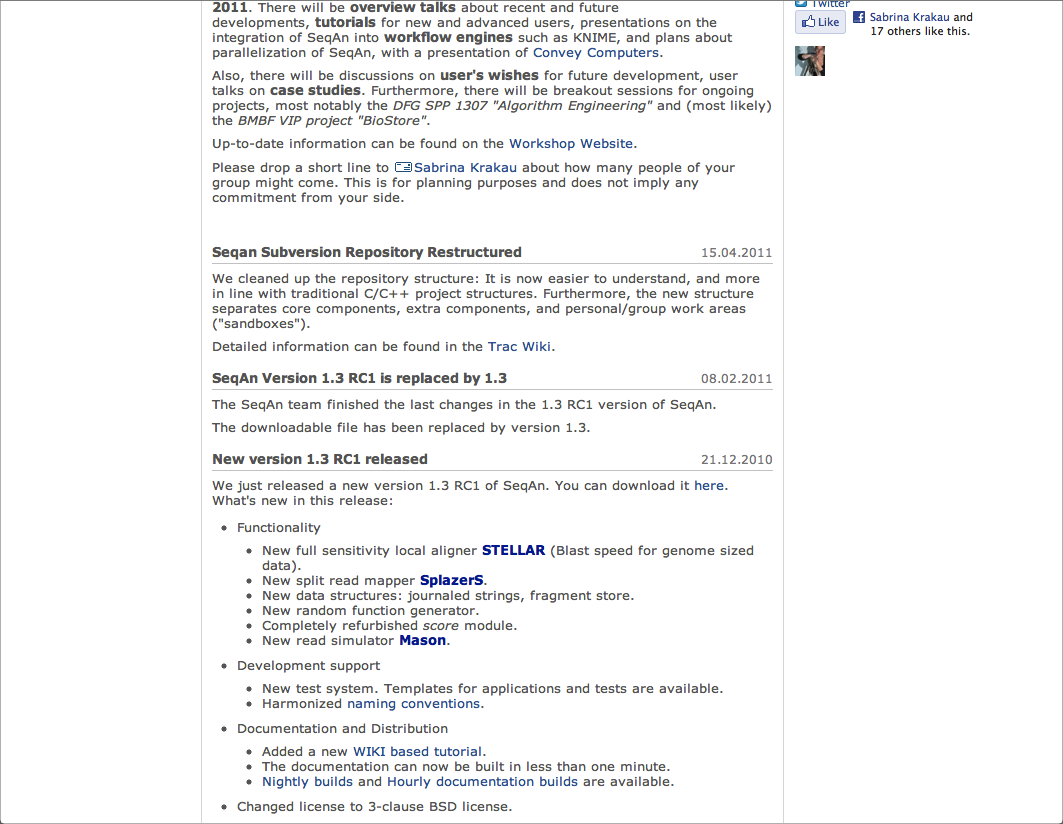 2011. There will be overview talks about recent and future
developments, tutorials for new and advanced users, presentations on the
integration of SeqAn into workflow engines such as KNIME, and plans about
parallelization of SeqAn, with a presentation of Convey Computers.
Also, there will be discussions on user's wishes for future development, user
talks on case studies. Furthermore, there will be breakout sessions for ongoing
projects, most notably the DFG SPP 1307 "Algorithm Engineering" and (most likely)
the BMBF VIP project "BioStore".
Up-to-date information can be found on the Workshop Website.
Please drop a short line to Sabrina Krakau about how many people of your
group might come. This is for planning purposes and does not imply any
commitment from your side.
Seqan Subversion Repository Restructured 15.04.2011
We cleaned up the repository structure: It is now easier to understand, and more
in line with traditional C/C++ project structures. Furthermore, the new structure
separates core components, extra components, and personal/group work areas
("sandboxes").
Detailed information can be found in the Trac Wiki.
SeqAn Version 1.3 RC1 is replaced by 1.3 08.02.2011
The SeqAn team finished the last changes in the 1.3 RC1 version of SeqAn.
The downloadable file has been replaced by version 1.3.
New version 1.3 RC1 released 21.12.2010
We just released a new version 1.3 RC1 of SeqAn. You can download it here.
What's new in this release:
• Functionality
• New full sensitivity local aligner STELLAR (Blast speed for genome sized
data).
• New split read mapper SplazerS.
• New data structures: journaled strings, fragment store.
• New random function generator.
• Completely refurbished score module.
• New read simulator Mason.
• Development support
• New test system. Templates for applications and tests are available.
• Harmonized naming conventions.
• Documentation and Distribution
• Added a new WIKI based tutorial.
• The documentation can now be built in less than one minute.
• Nightly builds and Hourly documentation builds are available.
• Changed license to 3-clause BSD license.
Twitter
Like
Sabrina Krakau and
17 others like this.